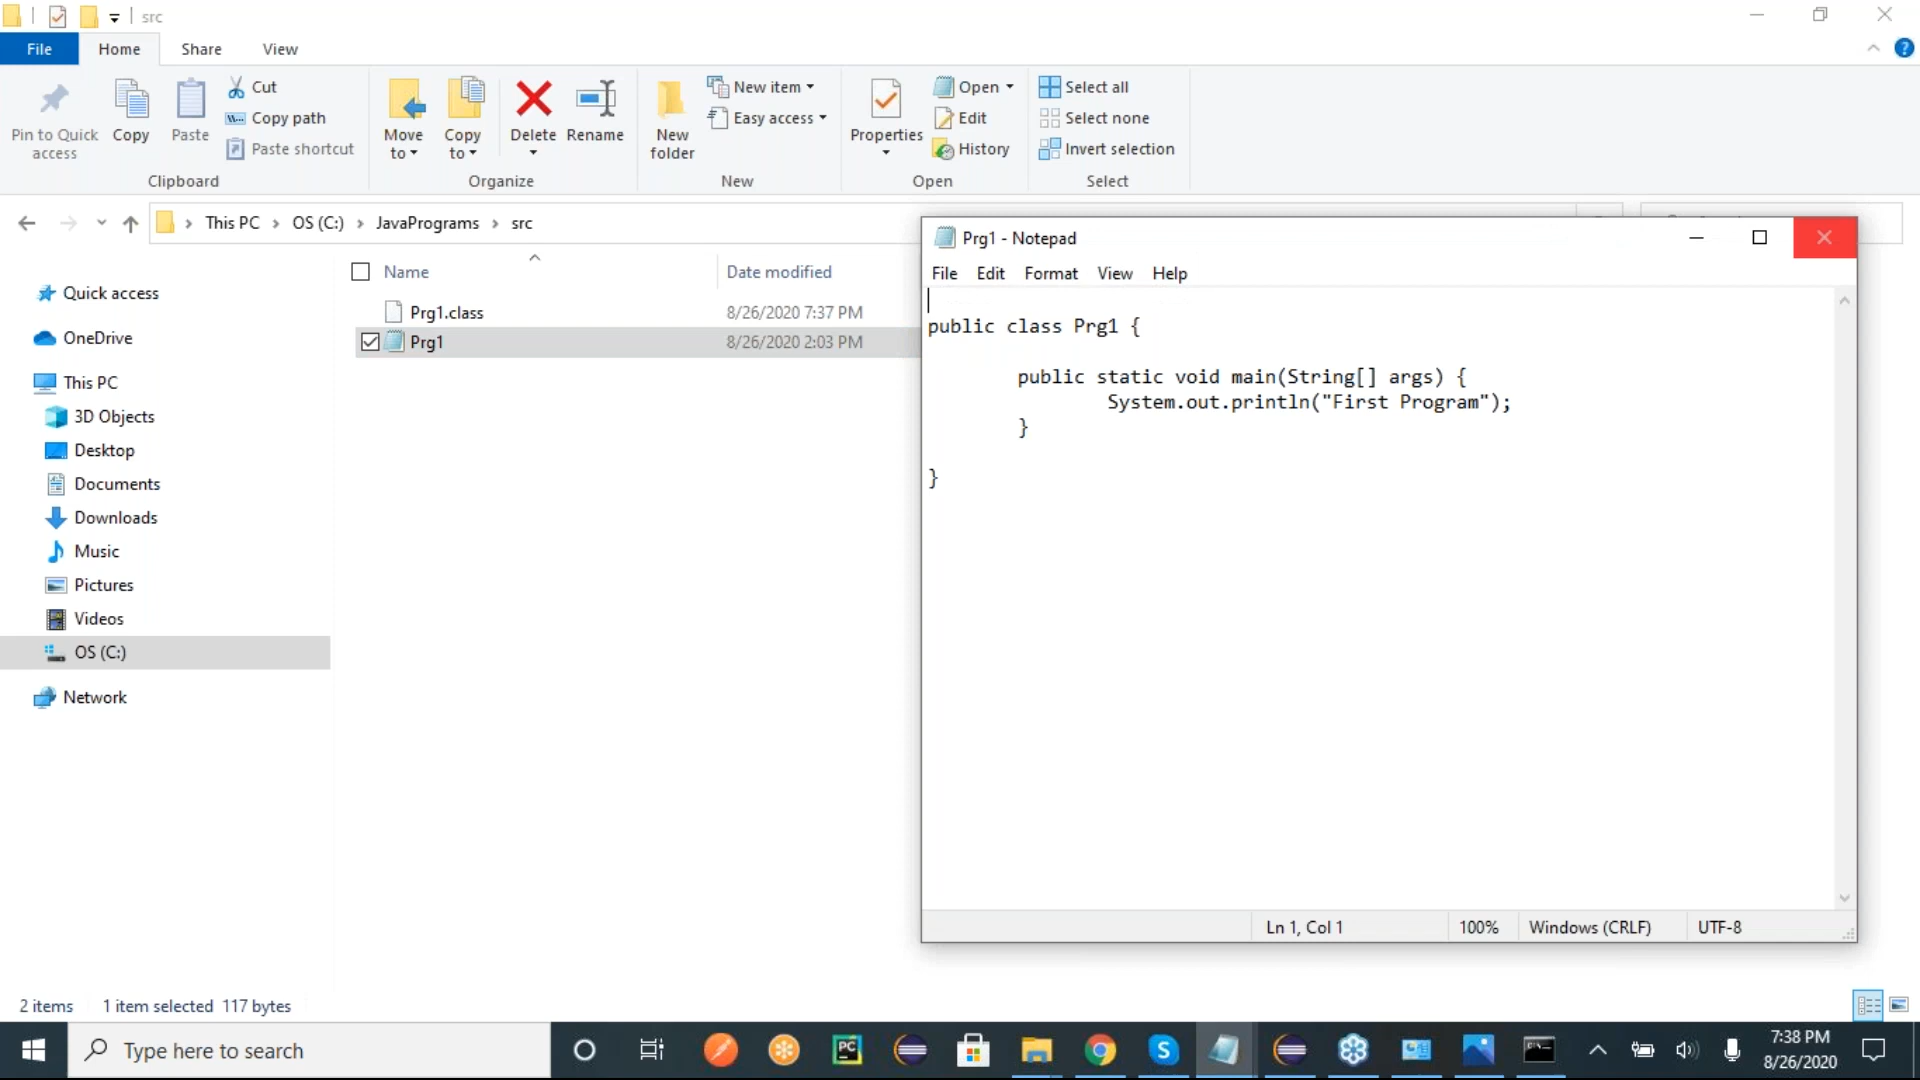 src
File Home Share View
Pin to Quick access
Copy
Paste
Cut
Copy path
Paste shortcut
Clipboard
Move to
Copy to
Delete
Rename
Organize
New folder
New item
Easy access
New
Properties
Open
Edit
History
Open
Select all
Select none
Invert selection
Select
This PC > OS (C:) > JavaPrograms > src
Name Date modified
Prg1.class 8/26/2020 7:37 PM
Prg1 8/26/2020 2:03 PM
Quick access
OneDrive
This PC
3D Objects
Desktop
Documents
Downloads
Music
Pictures
Videos
OS (C:)
Network
Prg1 - Notepad
File Edit Format View Help
public class Prg1 {
public static void main(String[] args) {
System.out.println("First Program");
}
}
Ln 1, Col 1 100% Windows (CRLF) UTF-8
2 items 1 item selected 117 bytes
Type here to search
PC
S
7:38 PM
8/26/2020